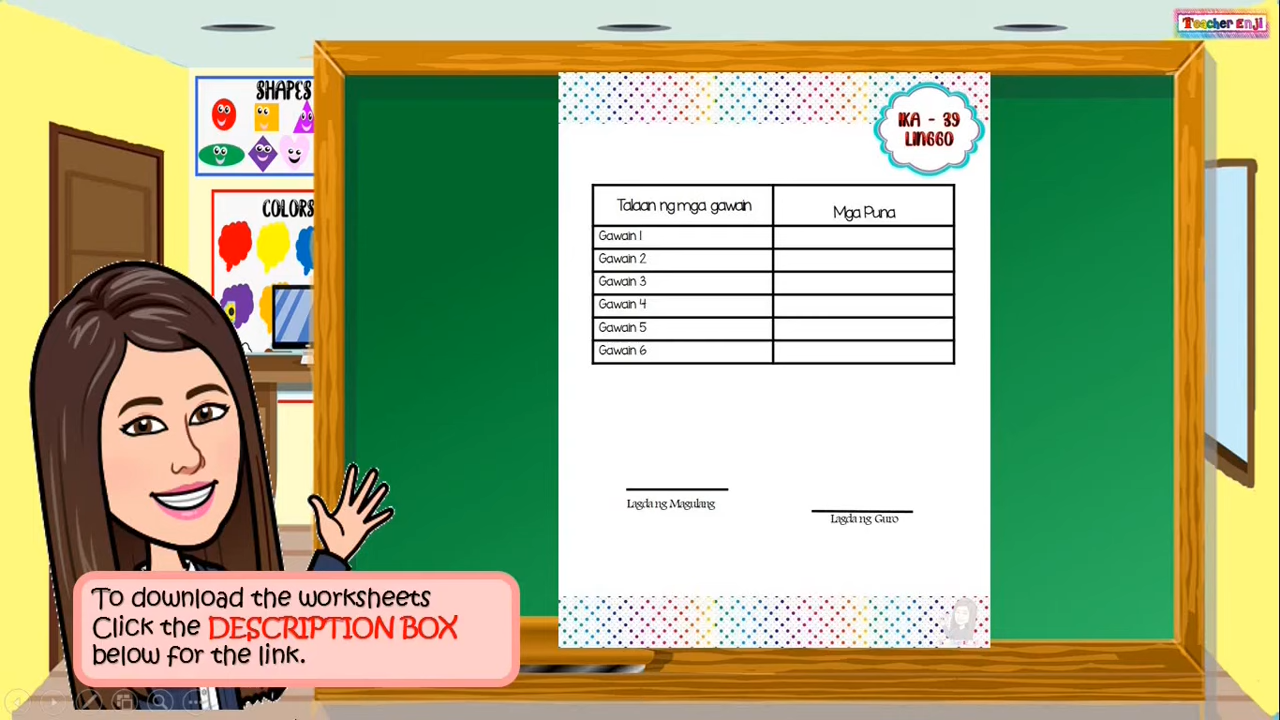 Teacher Enji
SHAPES
COLORS
IKA - 39
LINGGO
Talaan ng mga gawain
Mga Puna
Gawain 1
Gawain 2
Gawain 3
Gawain 4
Gawain 5
Gawain 6
Lagda ng Magulang
Lagda ng Guro
To download the worksheets
Click the DESCRIPTION BOX
below for the link.